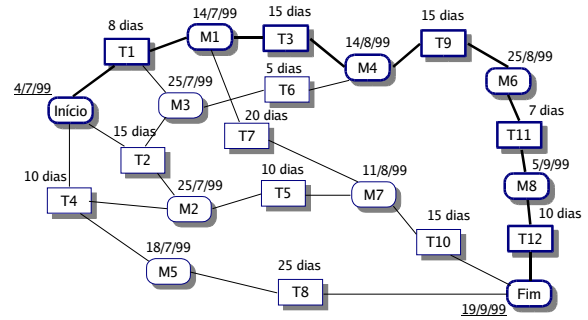 14/7/99
15 dias
15 dias
8 dias
M1
T3
14/8/99
T9
T1
25/8/99
25/7/99
5 dias
M4
4/7/99
M3
T6
M6
Início
20 dias
7 dias
15 dias
T7
T11
T2
10 dias
11/8/99
5/9/99
10 dias
25/7/99
T5
M7
M8
T4
M2
15 dias
10 dias
18/7/99
T10
T12
M5
25 dias
T8
Fim
19/9/99